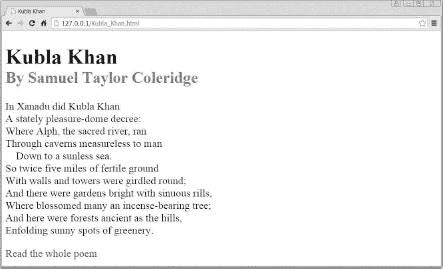 Kubla Khan
127.0.0.1/Kubla_Khan.html
Kubla Khan
By Samuel Taylor Coleridge
In Xanadu did Kubla Khan
A stately pleasure-dome decree:
Where Alph, the sacred river, ran
Through caverns measureless to man
Down to a sunless sea.
So twice five miles of fertile ground
With walls and towers were girdled round;
And there were gardens bright with sinuous rills,
Where blossomed many an incense-bearing tree;
And here were forests ancient as the hills,
Enfolding sunny spots of greenery.
Read the whole poem